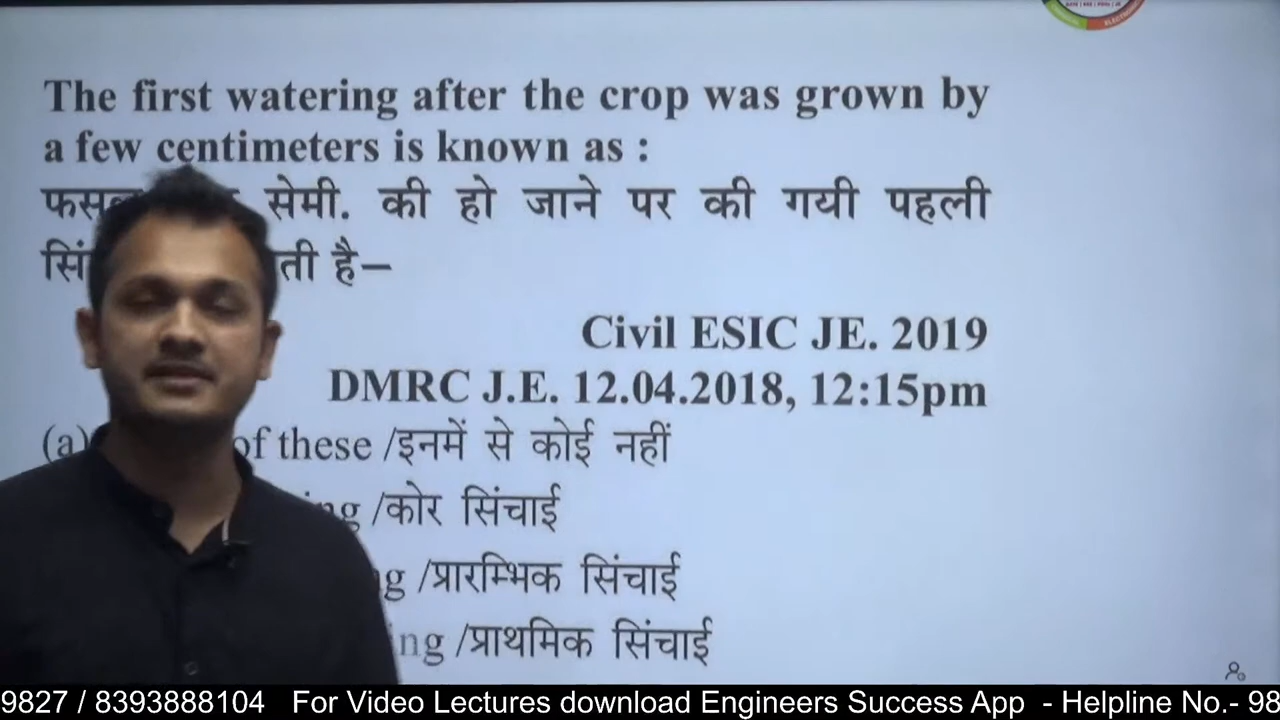 The first watering after the crop was grown by
a few centimeters is known as :
सेमी. की हो जाने पर की गयी पहली
है–
Civil ESIC JE. 2019
DMRC J.E. 12.04.2018, 12:15pm
(a) of these /इनमें से कोई नहीं
/कोर सिंचाई
/प्रारम्भिक सिंचाई
/प्राथमिक सिंचाई
9827 / 8393888104 For Video Lectures download Engineers Success App - Helpline No.- 98